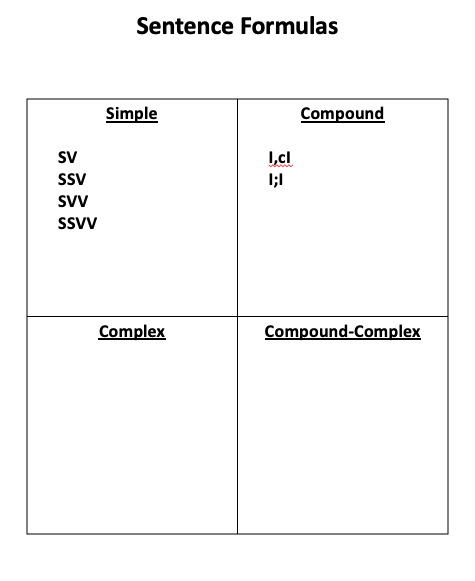 Sentence Formulas
Simple
SV
SSV
SVV
SSVV
Compound
I,cI
I;I
Complex
Compound-Complex